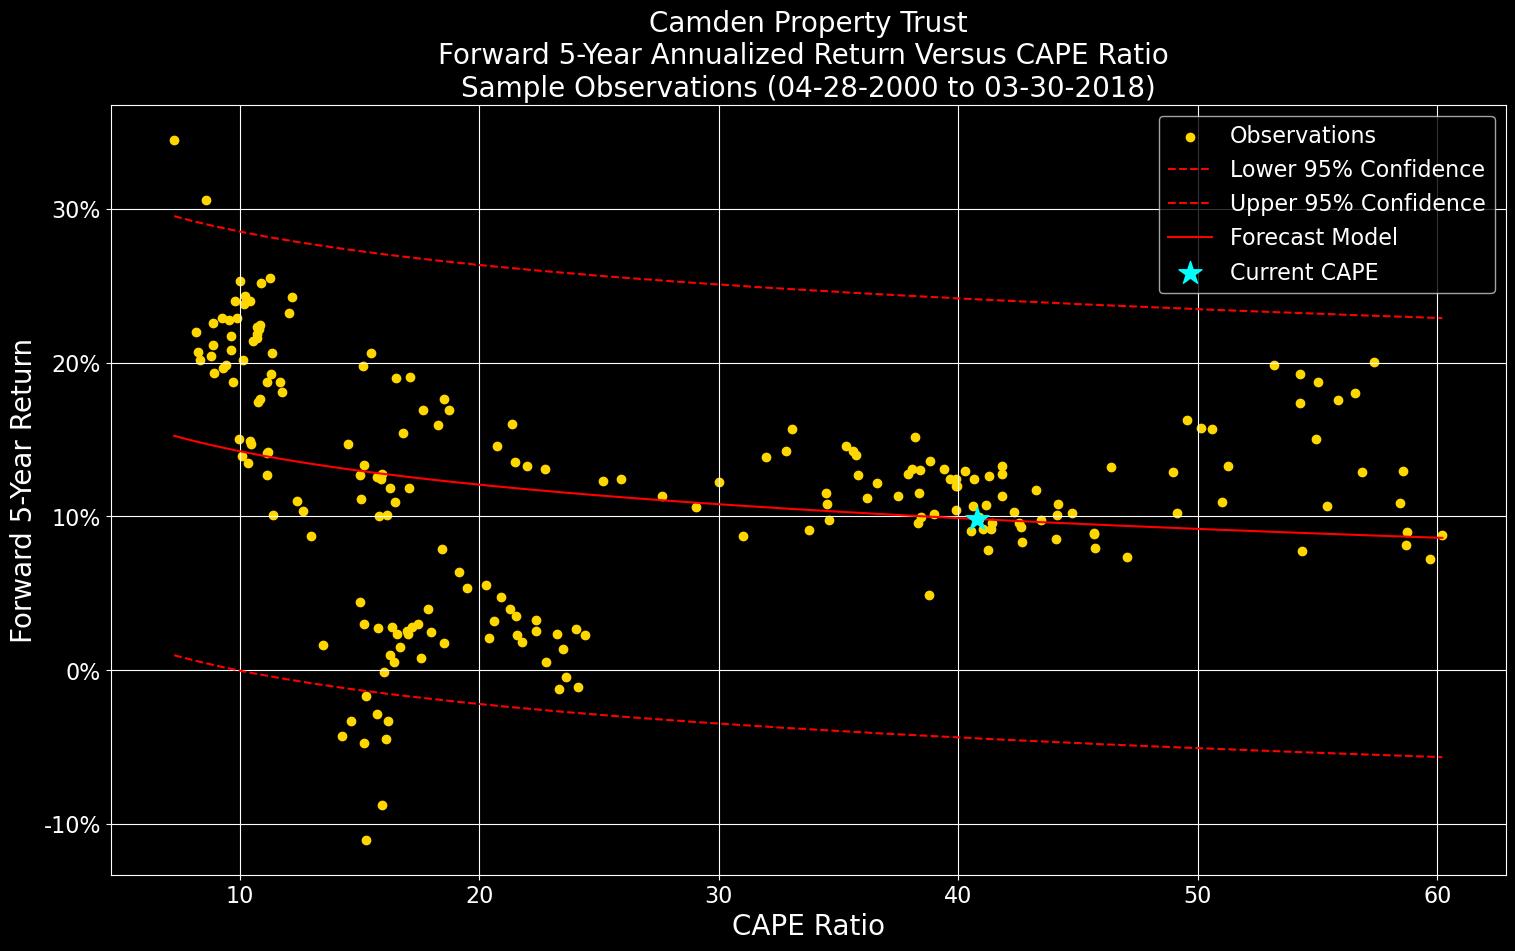 Camden Property Trust
Forward 5-Year Annualized Return Versus CAPE Ratio
Sample Observations (04-28-2000 to 03-30-2018)
Observations
Lower 95% Confidence
Upper 95% Confidence
Forecast Model
Current CAPE
Forward 5-Year Return
30%
20%
10%
0%
-10%
10 20 30 40 50 60
CAPE Ratio